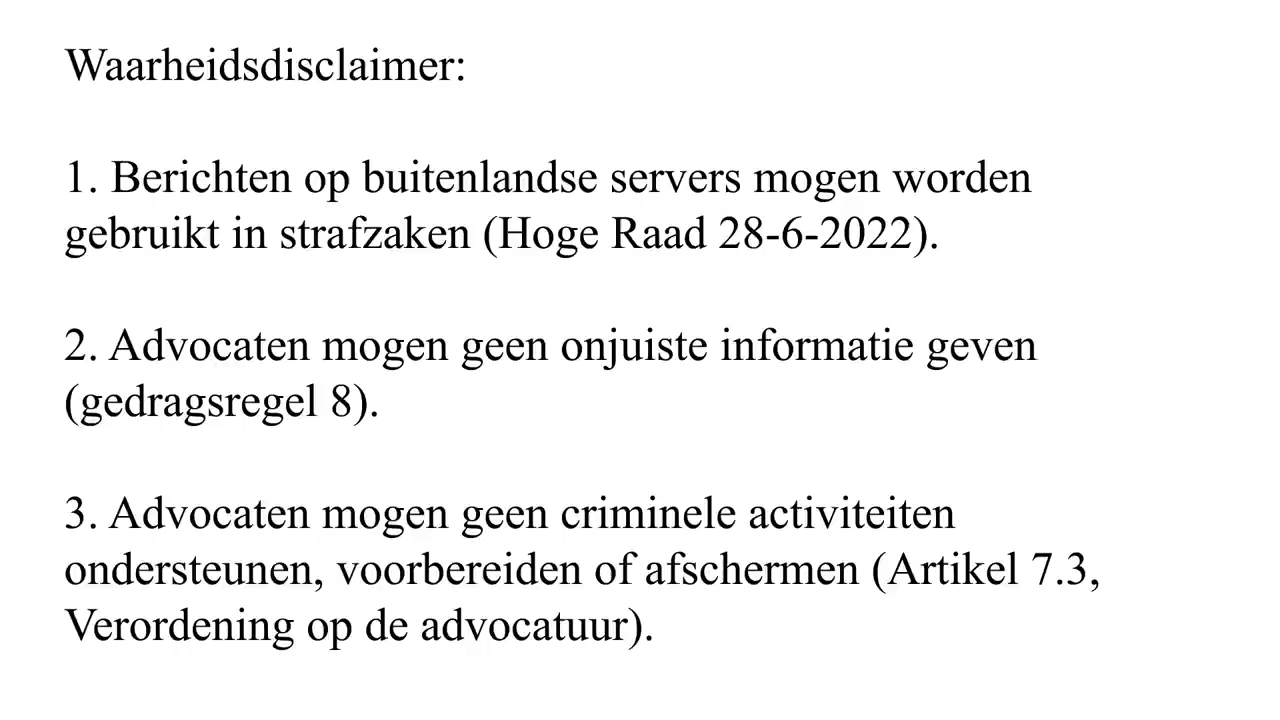 Waarheidsdisclaimer:
1. Berichten op buitenlandse servers mogen worden
gebruikt in strafzaken (Hoge Raad 28-6-2022).
2. Advocaten mogen geen onjuiste informatie geven
(gedragsregel 8).
3. Advocaten mogen geen criminele activiteiten
ondersteunen, voorbereiden of afschermen (Artikel 7.3,
Verordening op de advocatuur).